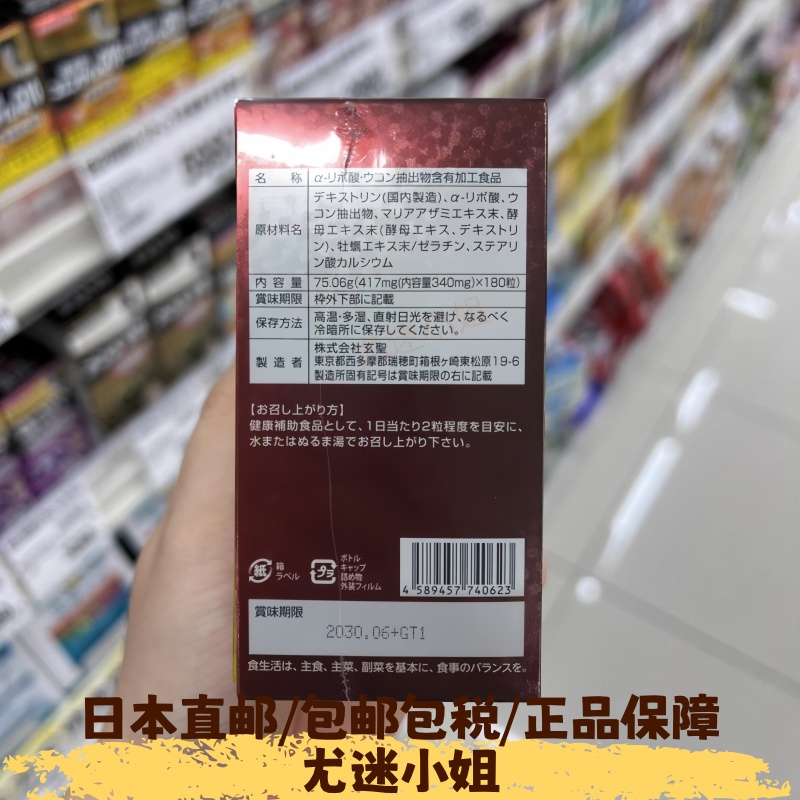 名称 α-リポ酸・ウコン抽出物含有加工食品
原材料名 デキストリン(国内製造)、α-リポ酸、ウ
コン抽出物、マリアアザミエキス末、酵
母エキス末(酵母エキス、デキストリ
ン)、牡蠣エキス末/ゼラチン、ステアリ
ン酸カルシウム
内容量 75.06g(417mg(内容量340mg)×180粒)
賞味期限 枠外下部に記載
保存方法 高温・多湿、直射日光を避け、なるべく
冷暗所に保存してください。
製造者 株式会社玄聖
東京都西多摩郡瑞穂町箱根ヶ崎東松原19-6
製造所固有記号は賞味期限の右に記載
【お召し上がり方】
健康補助食品として、1日当たり2粒程度を目安に、
水またはぬるま湯でお召し上がり下さい。
紙 箱
ラベル
プラ ボトル
キャップ
詰め物
外装フィルム
4 589457 740623
賞味期限
2030.06+GT1
食生活は、主食、主菜、副菜を基本に、食事のバランスを。
日本直邮/包邮包税/正品保障
尤迷小姐